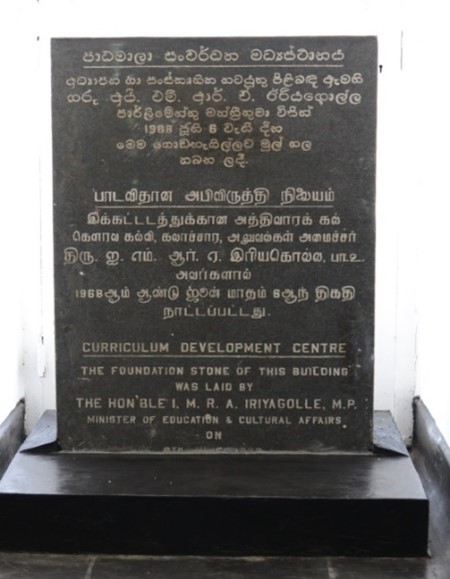 පාඨමාලා සංවර්ධන මධ්‍යස්ථානය
අධ්‍යාපන හා සංස්කෘතික කටයුතු පිළිබඳ ඇමති
ගරු අයි. එම්. ආර්. ඒ. ඊරියගොල්ල
පාර්ලිමේන්තු මන්ත්‍රීතුමා විසින්
1968 ජූනි 6 වැනි දින
මෙම ගොඩනැගිල්ලට මුල් ගල
තබන ලදී.
பாடவிதான அபிவிருத்தி நிலையம்
இக்கட்டடத்துக்கான அத்திவாரக் கல்
கௌரவ கல்வி, கலாச்சார, அலுவல்கள் அமைச்சர்
திரு. ஐ. எம். ஆர். ஏ. இரியகொல்ல, பா.உ.
அவர்களால்
1968ஆம் ஆண்டு ஜூன் மாதம் 6ஆந் திகதி
நாட்டப்பட்டது.
CURRICULUM DEVELOPMENT CENTRE
THE FOUNDATION STONE OF THIS BUILDING
WAS LAID BY
THE HON'BLE I. M. R. A. IRIYAGOLLE, M.P.
MINISTER OF EDUCATION & CULTURAL AFFAIRS
ON